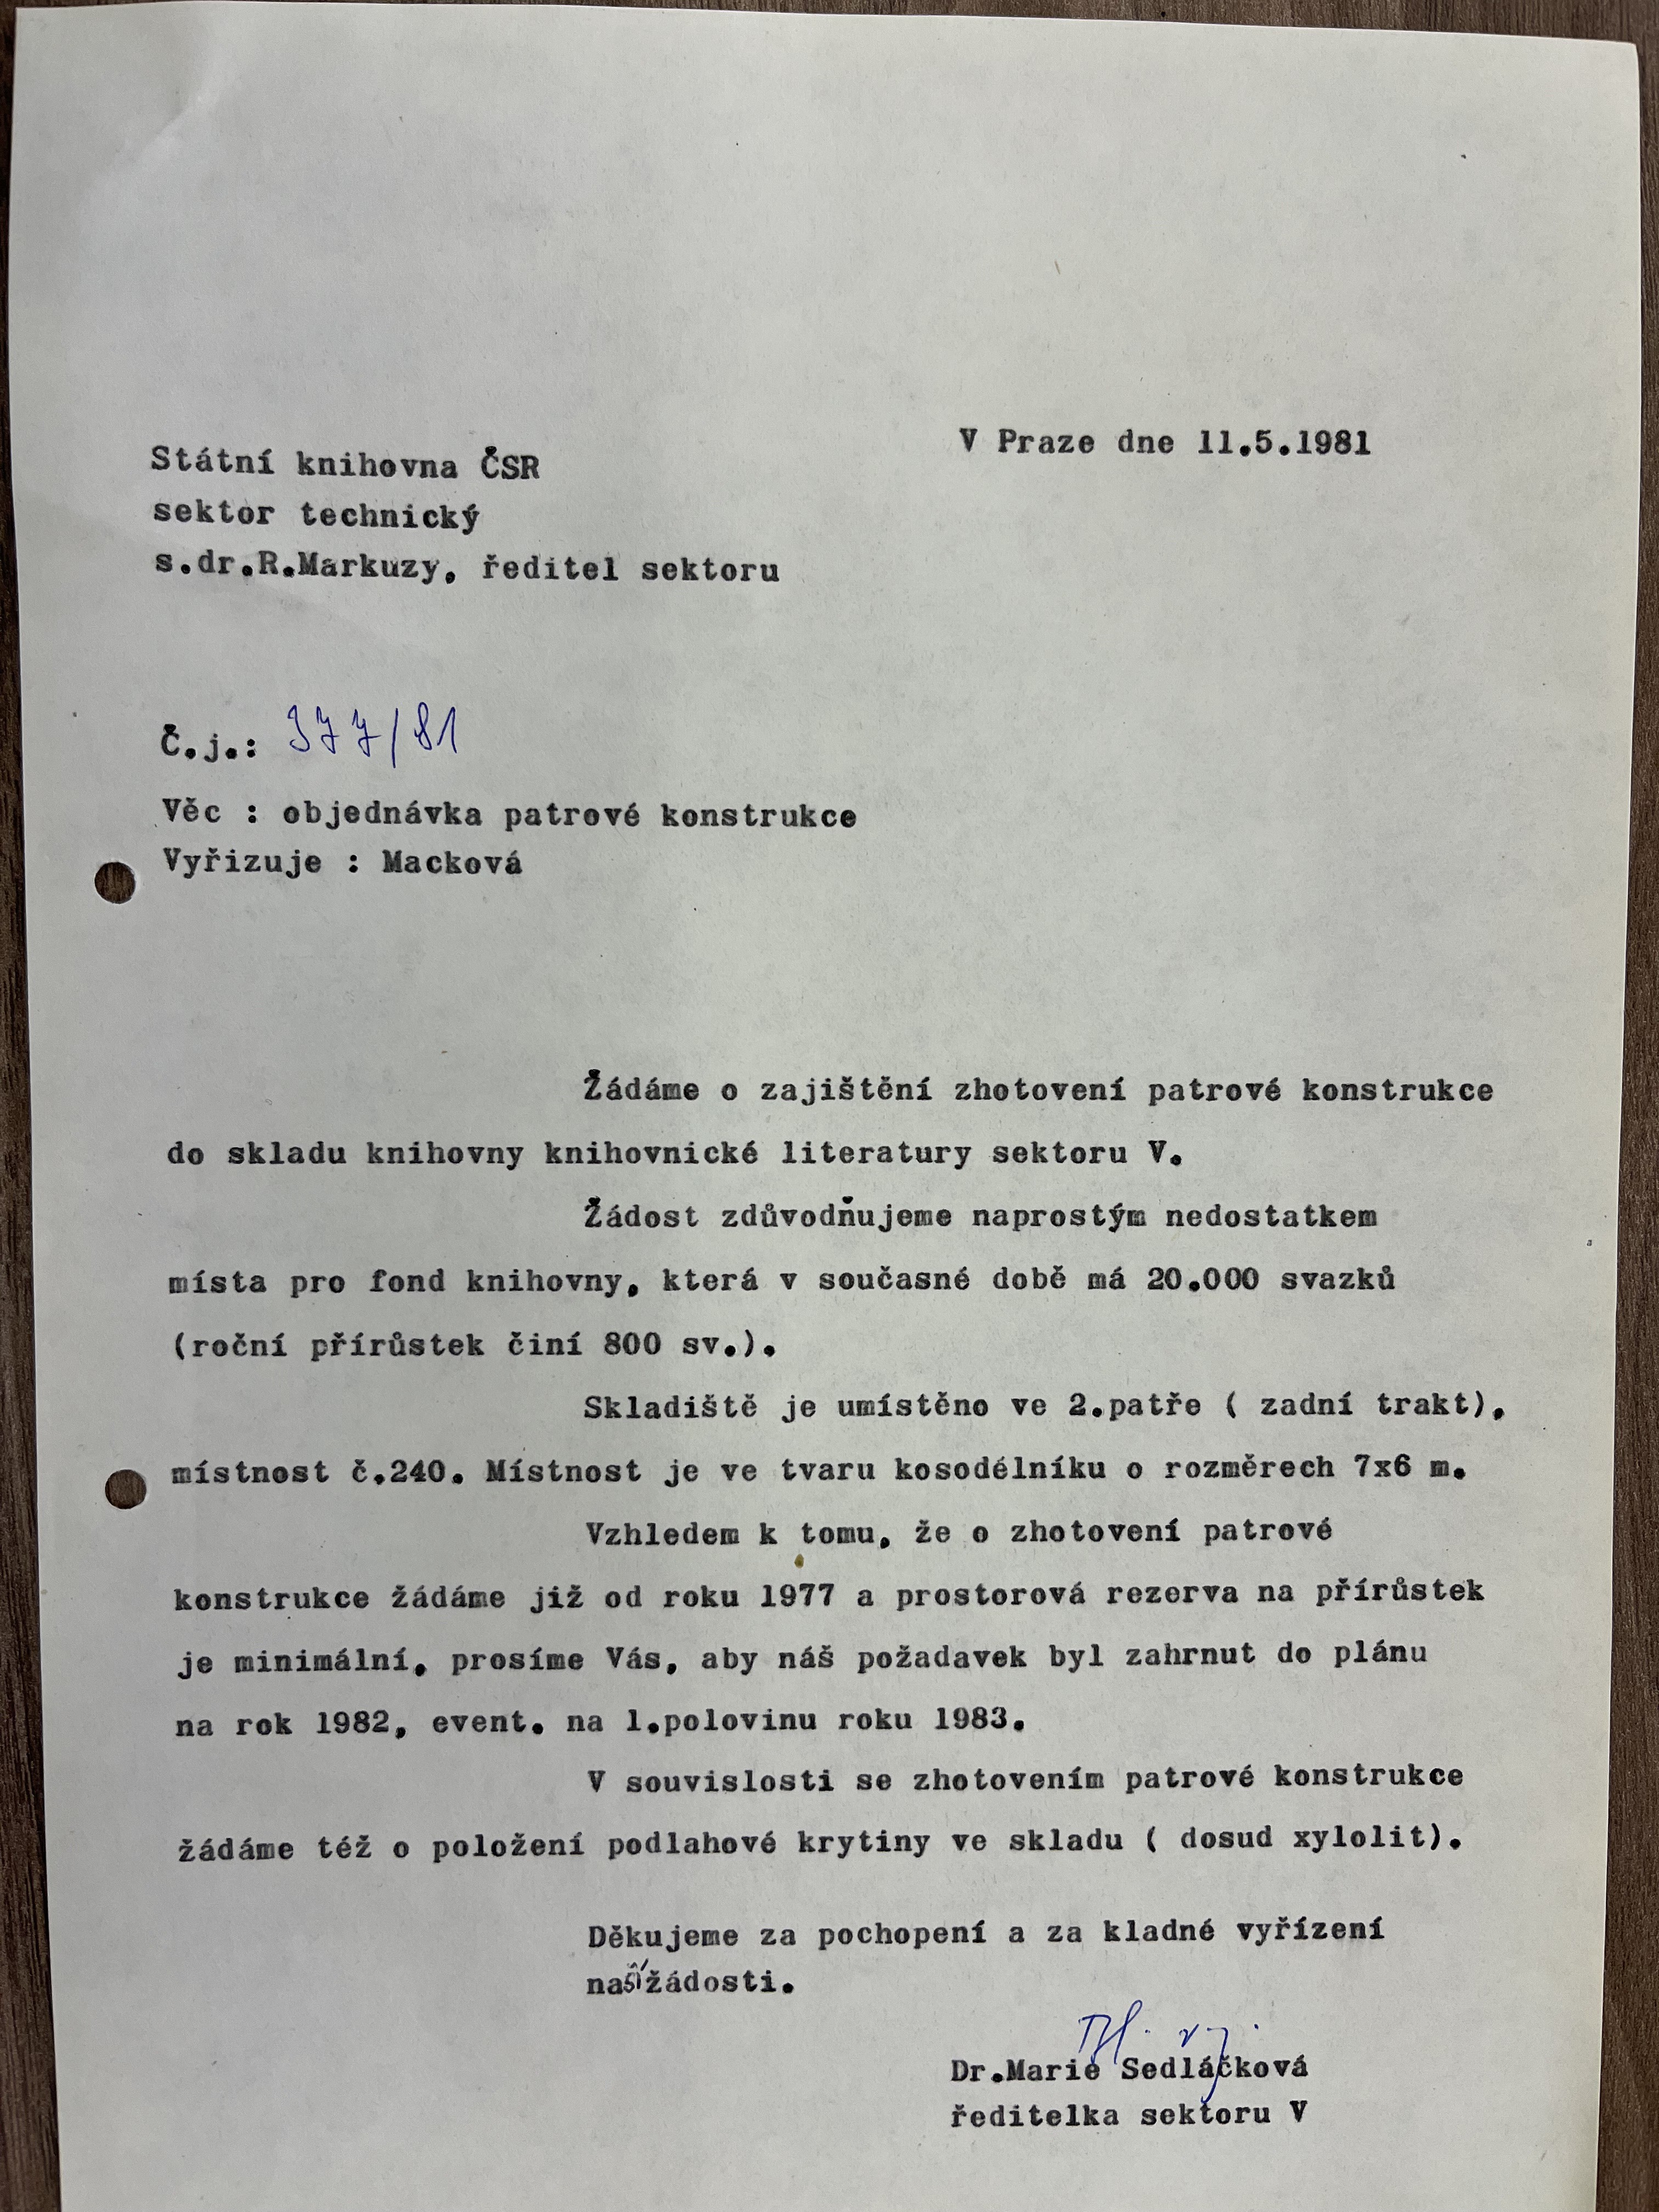 V Praze dne 11.5.1981
Státní knihovna ČSR
sektor technický
s.dr.R.Markuzy, ředitel sektoru
Č.j.: 377/81
Věc : objednávka patrové konstrukce
Vyřizuje : Macková
Žádáme o zajištění zhotovení patrové konstrukce
do skladu knihovny knihovnické literatury sektoru V.
Žádost zdůvodňujeme naprostým nedostatkem
místa pro fond knihovny, která v současné době má 20.000 svazků
(roční přírůstek činí 800 sv.).
Skladiště je umístěno ve 2.patře ( zadní trakt),
místnost č.240. Místnost je ve tvaru kosodélníku o rozměrech 7x6 m.
Vzhledem k tomu, že o zhotovení patrové
konstrukce žádáme již od roku 1977 a prostorová rezerva na přírůstek
je minimální, prosíme Vás, aby náš požadavek byl zahrnut do plánu
na rok 1982, event. na 1.polovinu roku 1983.
V souvislosti se zhotovením patrové konstrukce
žádáme též o položení podlahové krytiny ve skladu ( dosud xylolit).
Děkujeme za pochopení a za kladné vyřízení
naší žádosti.
Dr.Marie Sedláčková
ředitelka sektoru V